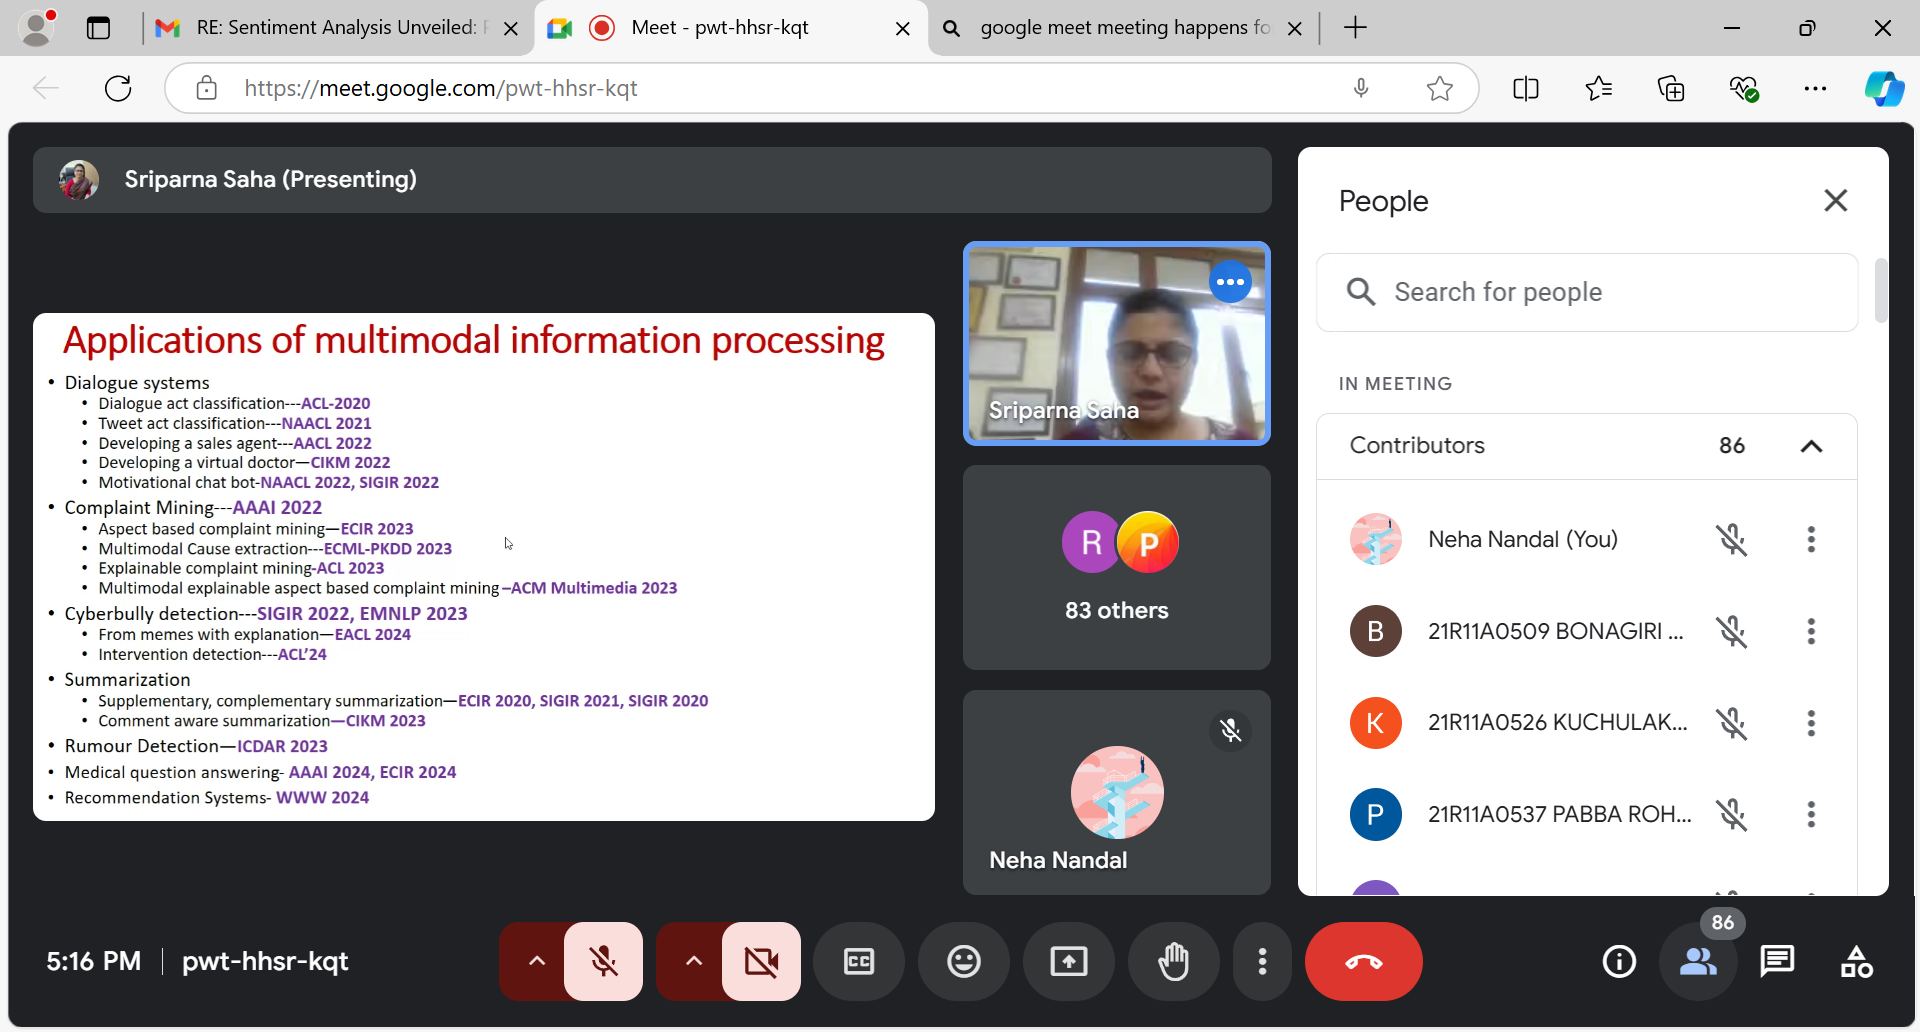 RE: Sentiment Analysis Unveiled:
Meet - pwt-hhsr-kqt
google meet meeting happens fo
https://meet.google.com/pwt-hhsr-kqt
Sriparna Saha (Presenting)
Applications of multimodal information processing
• Dialogue systems
• Dialogue act classification---ACL-2020
• Tweet act classification---NAACL 2021
• Developing a sales agent---AACL 2022
• Developing a virtual doctor—CIKM 2022
• Motivational chat bot-NAACL 2022, SIGIR 2022
• Complaint Mining---AAAI 2022
• Aspect based complaint mining—ECIR 2023
• Multimodal Cause extraction---ECML-PKDD 2023
• Explainable complaint mining-ACL 2023
• Multimodal explainable aspect based complaint mining –ACM Multimedia 2023
• Cyberbully detection---SIGIR 2022, EMNLP 2023
• From memes with explanation—EACL 2024
• Intervention detection---ACL'24
• Summarization
• Supplementary, complementary summarization—ECIR 2020, SIGIR 2021, SIGIR 2020
• Comment aware summarization—CIKM 2023
• Rumour Detection—ICDAR 2023
• Medical question answering- AAAI 2024, ECIR 2024
• Recommendation Systems- WWW 2024
Sriparna Saha
R P
83 others
Neha Nandal
People
Search for people
IN MEETING
Contributors 86
Neha Nandal (You)
B 21R11A0509 BONAGIRI ...
K 21R11A0526 KUCHULAK...
P 21R11A0537 PABBA ROH...
5:16 PM | pwt-hhsr-kqt
CC
86